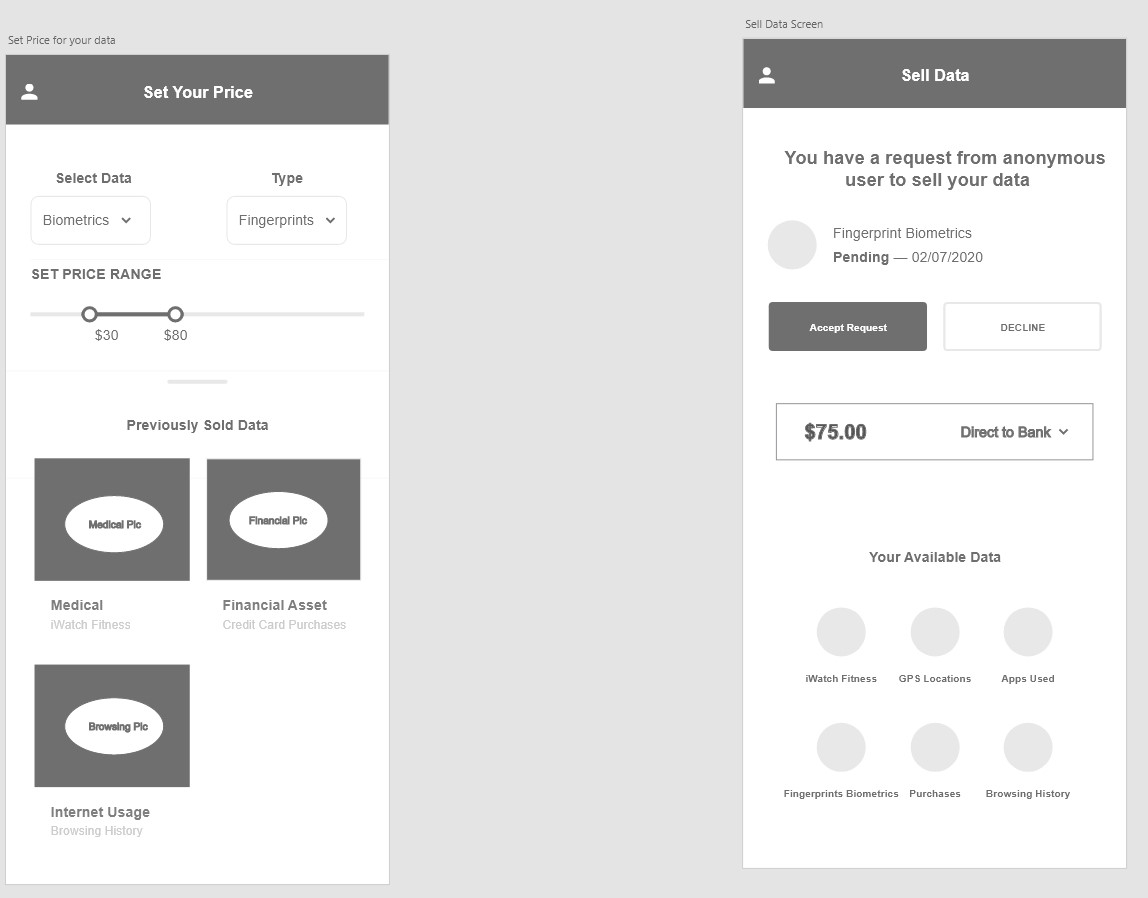 Set Price for your data
Set Your Price
Select Data
Type
Biometrics
Fingerprints
SET PRICE RANGE
$30
$80
Previously Sold Data
Medical Pic
Financial Pic
Medical
iWatch Fitness
Financial Asset
Credit Card Purchases
Browsing Pic
Internet Usage
Browsing History
Sell Data Screen
Sell Data
You have a request from anonymous
user to sell your data
Fingerprint Biometrics
Pending — 02/07/2020
Accept Request
DECLINE
$75.00
Direct to Bank
Your Available Data
iWatch Fitness
GPS Locations
Apps Used
Fingerprints Biometrics
Purchases
Browsing History